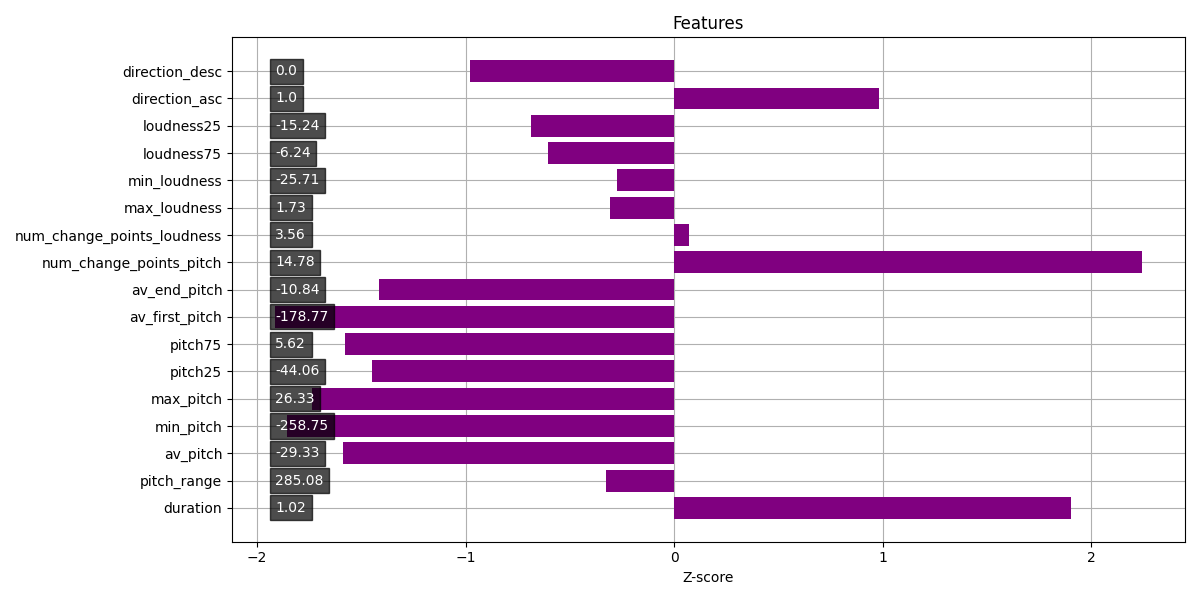 Features
direction_desc 0.0
direction_asc 1.0
loudness25 -15.24
loudness75 -6.24
min_loudness -25.71
max_loudness 1.73
num_change_points_loudness 3.56
num_change_points_pitch 14.78
av_end_pitch -10.84
av_first_pitch -178.77
pitch75 5.62
pitch25 -44.06
max_pitch 26.33
min_pitch -258.75
av_pitch -29.33
pitch_range 285.08
duration 1.02
−2 −1 0 1 2
Z-score